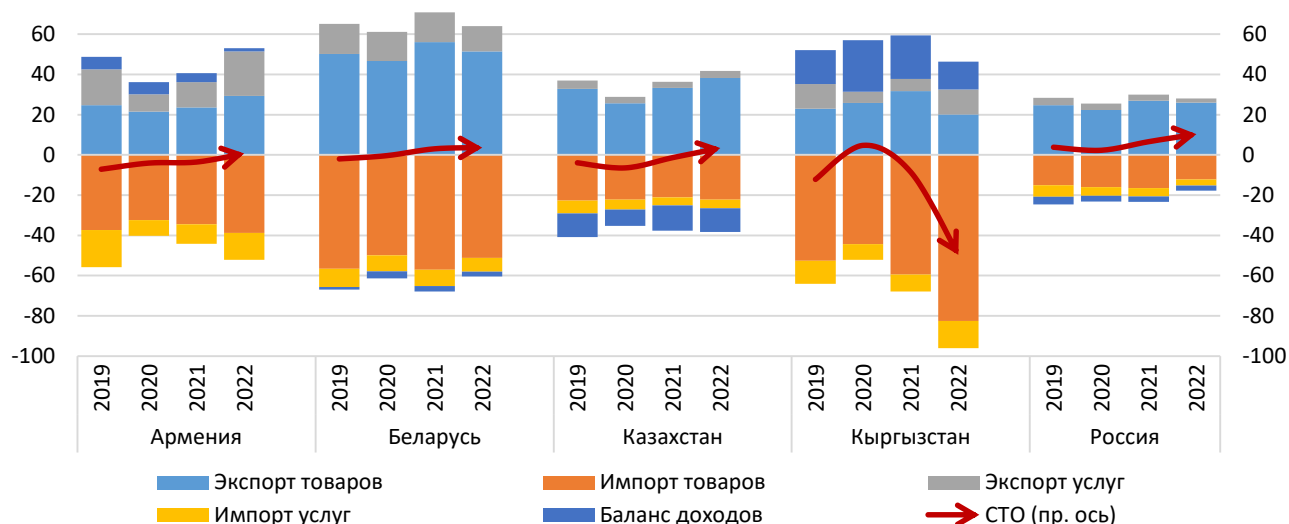 60 60
40 40
20 20
0 0
-20 -20
-40 -40
-60 -60
-80 -80
-100 -100
2019 2020 2021 2022 2019 2020 2021 2022 2019 2020 2021 2022 2019 2020 2021 2022 2019 2020 2021 2022
Армения Беларусь Казахстан Кыргызстан Россия
Экспорт товаров Импорт товаров Экспорт услуг
Импорт услуг Баланс доходов СТО (пр. ось)